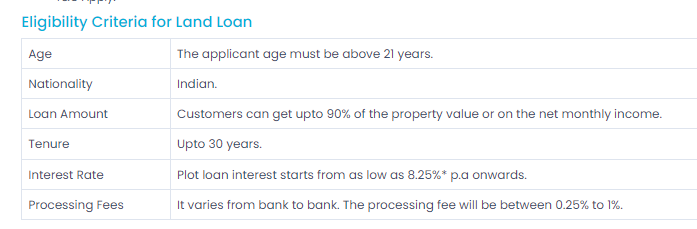 Eligibility Criteria for Land Loan
Age The applicant age must be above 21 years.
Nationality Indian.
Loan Amount Customers can get upto 90% of the property value or on the net monthly income.
Tenure Upto 30 years.
Interest Rate Plot loan interest starts from as low as 8.25%* p.a onwards.
Processing Fees It varies from bank to bank. The processing fee will be between 0.25% to 1%.